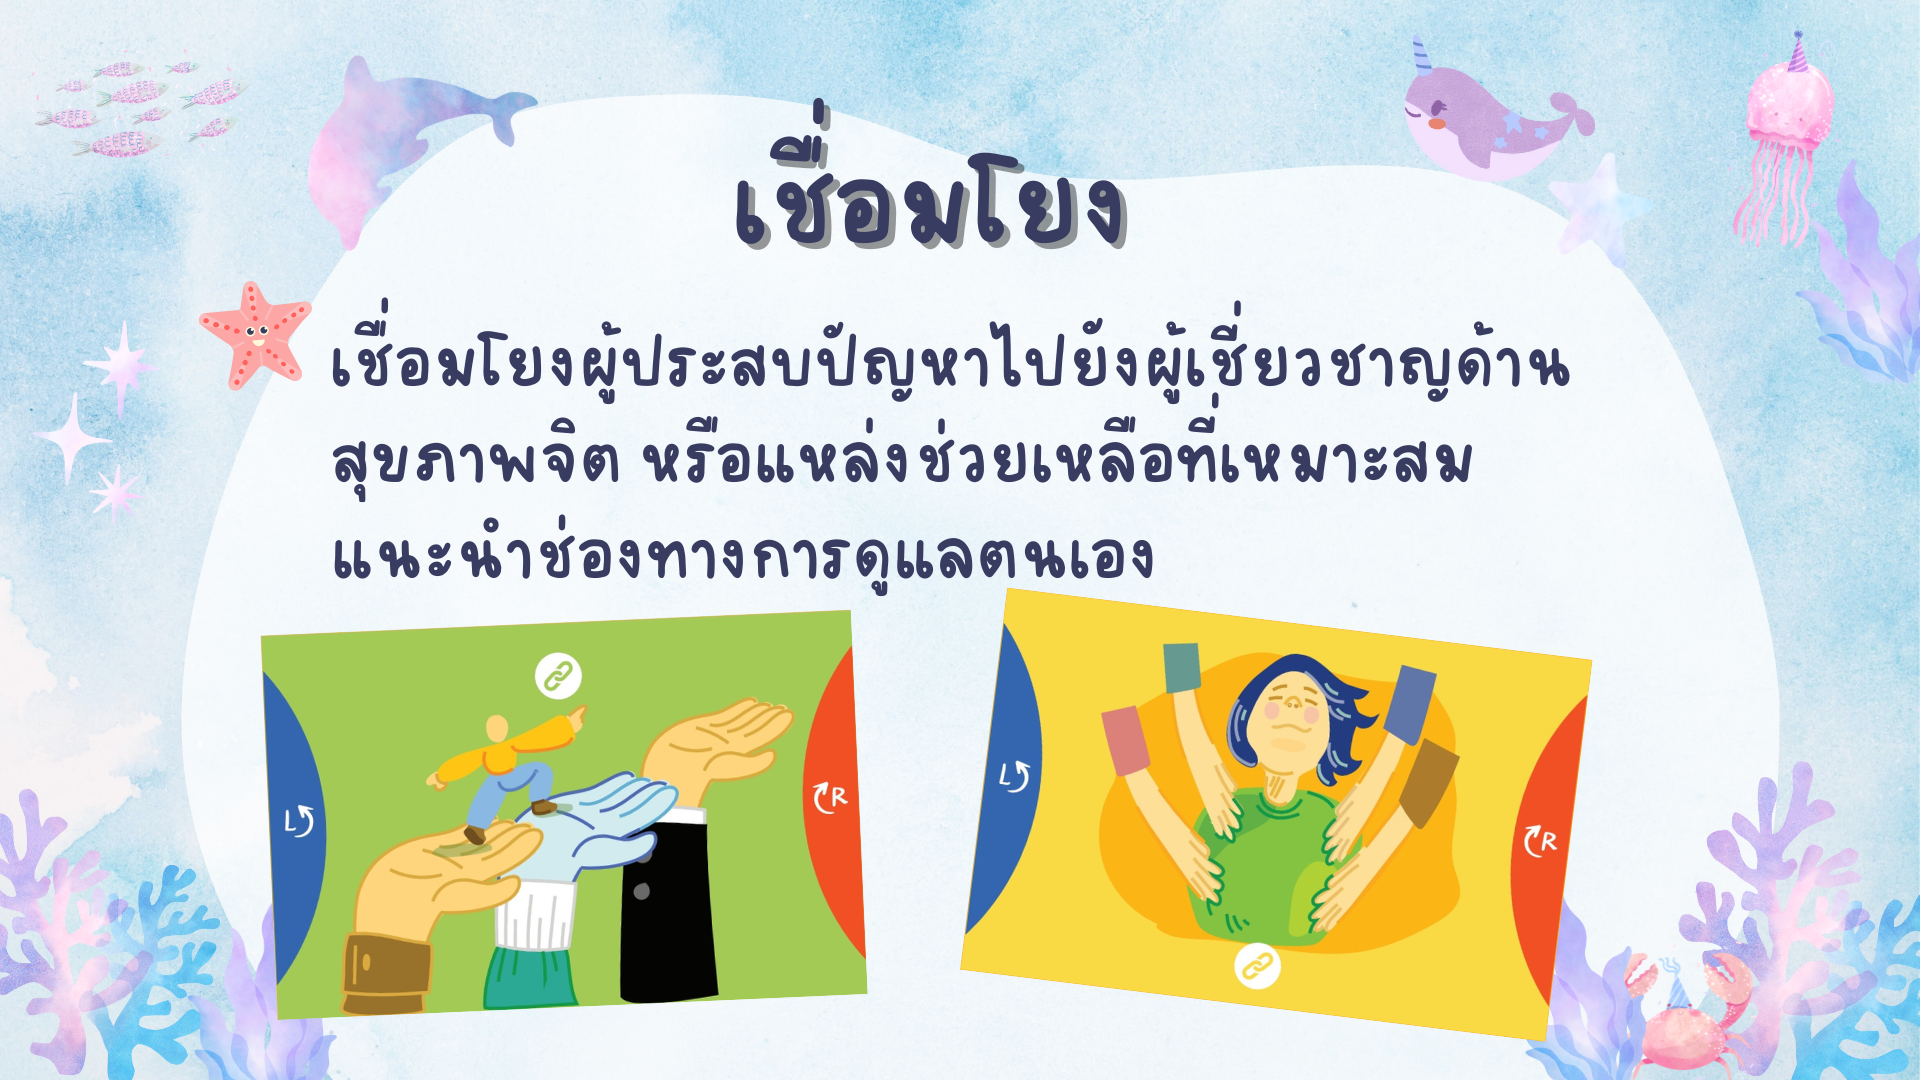 เชื่อมโยง
เชื่อมโยงผู้ประสบปัญหาไปยังผู้เชี่ยวชาญด้าน
สุขภาพจิต หรือแหล่งช่วยเหลือที่เหมาะสม
แนะนำช่องทางการดูแลตนเอง
L
R
L
R